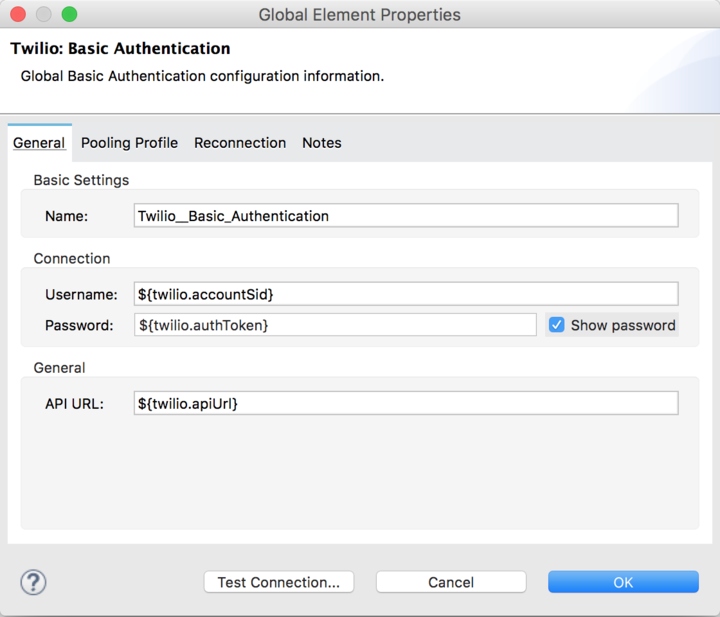 Global Element Properties
Twilio: Basic Authentication
Global Basic Authentication configuration information.
General Pooling Profile Reconnection Notes
Basic Settings
Name: Twilio__Basic_Authentication
Connection
Username: ${twilio.accountSid}
Password: ${twilio.authToken} Show password
General
API URL: ${twilio.apiUrl}
? Test Connection... Cancel OK